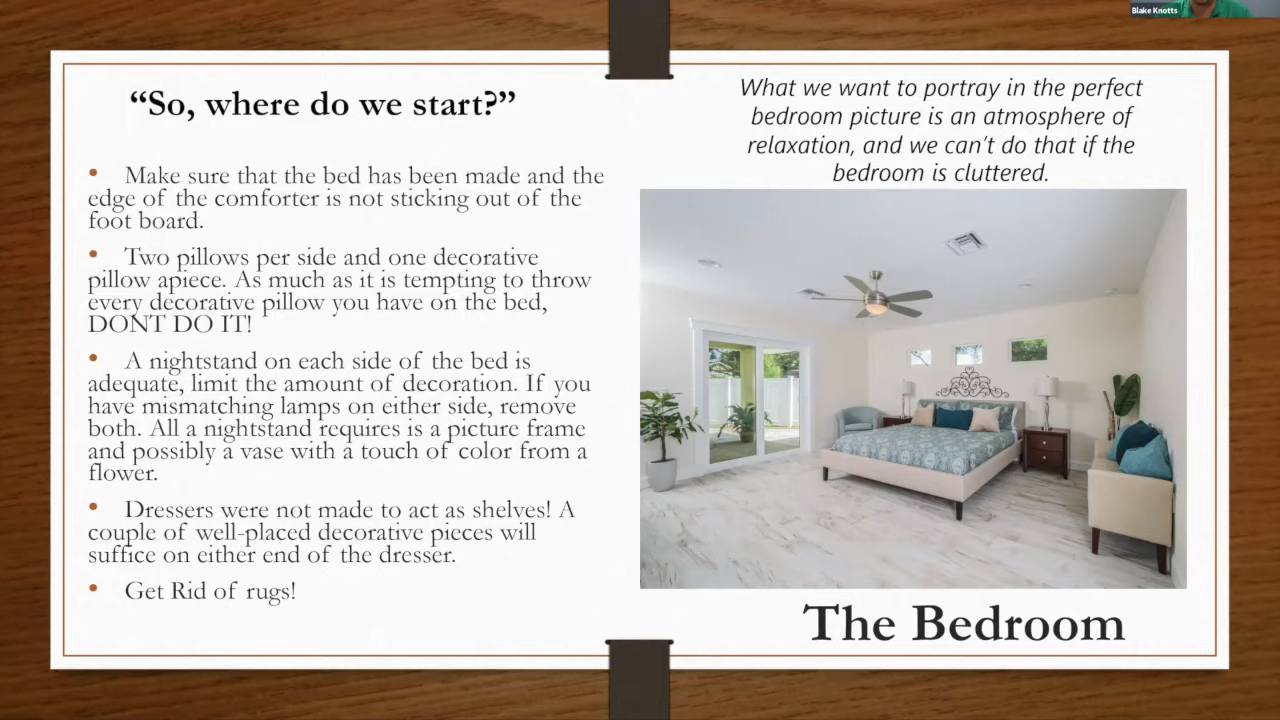 Blake Knotts
“So, where do we start?”
• Make sure that the bed has been made and the
edge of the comforter is not sticking out of the
foot board.
• Two pillows per side and one decorative
pillow apiece. As much as it is tempting to throw
every decorative pillow you have on the bed,
DONT DO IT!
• A nightstand on each side of the bed is
adequate, limit the amount of decoration. If you
have mismatching lamps on either side, remove
both. All a nightstand requires is a picture frame
and possibly a vase with a touch of color from a
flower.
• Dressers were not made to act as shelves! A
couple of well-placed decorative pieces will
suffice on either end of the dresser.
• Get Rid of rugs!
What we want to portray in the perfect
bedroom picture is an atmosphere of
relaxation, and we can’t do that if the
bedroom is cluttered.
The Bedroom